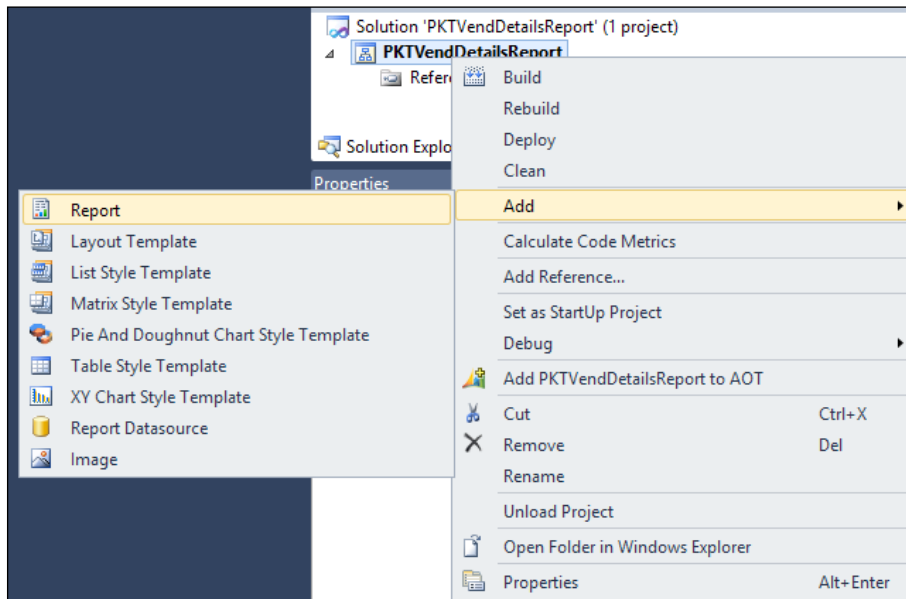 Solution 'PKTVendDetailsReport' (1 project)
PKTVendDetailsReport
Refere
Build
Rebuild
Deploy
Solution Explo
Clean
Properties
Add
Report
Layout Template
List Style Template
Matrix Style Template
Pie And Doughnut Chart Style Template
Table Style Template
XY Chart Style Template
Report Datasource
Image
Calculate Code Metrics
Add Reference...
Set as StartUp Project
Debug
Add PKTVendDetailsReport to AOT
Cut Ctrl+X
Remove Del
Rename
Unload Project
Open Folder in Windows Explorer
Properties Alt+Enter